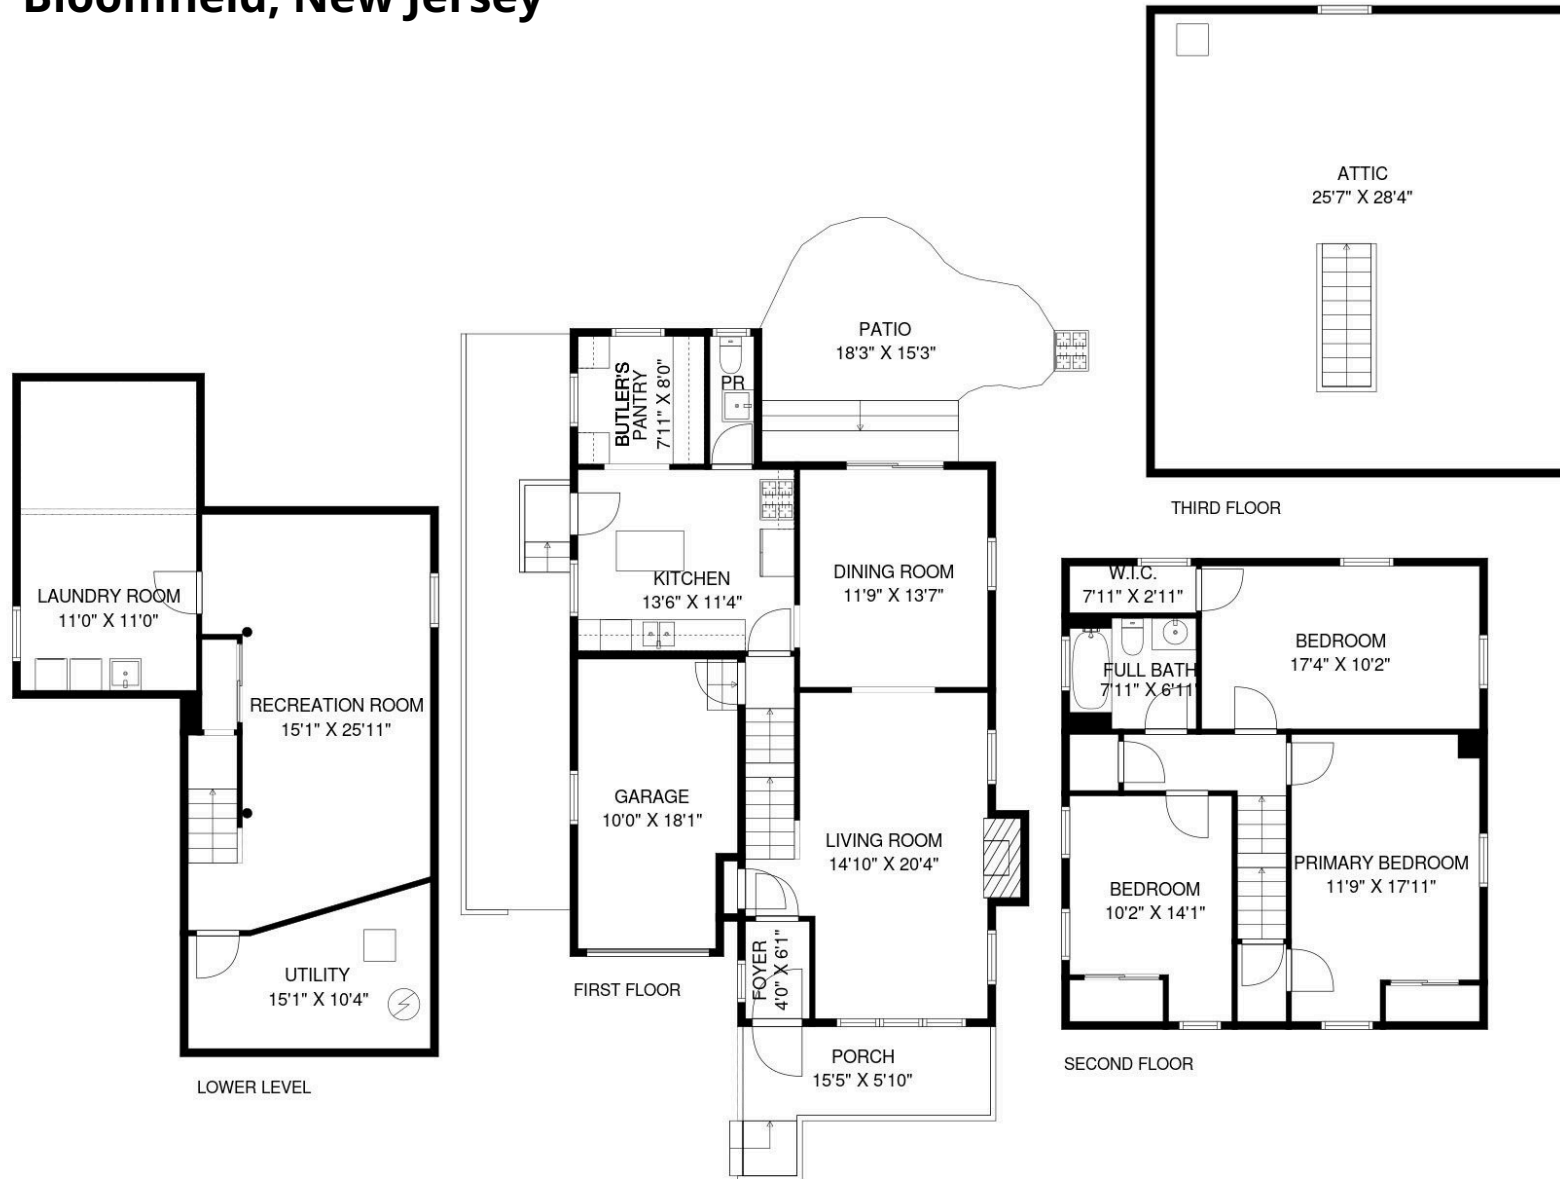 Bloomfield, New Jersey
ATTIC
25'7" X 28'4"
THIRD FLOOR
PATIO
18'3" X 15'3"
BUTLER'S
PANTRY
7'11" X 8'0"
PR
KITCHEN
13'6" X 11'4"
DINING ROOM
11'9" X 13'7"
GARAGE
10'0" X 18'1"
LIVING ROOM
14'10" X 20'4"
FOYER
4'0" X 6'1"
PORCH
15'5" X 5'10"
FIRST FLOOR
LAUNDRY ROOM
11'0" X 11'0"
RECREATION ROOM
15'1" X 25'11"
UTILITY
15'1" X 10'4"
LOWER LEVEL
W.I.C.
7'11" X 2'11"
BEDROOM
17'4" X 10'2"
FULL BATH
7'11" X 6'11"
BEDROOM
10'2" X 14'1"
PRIMARY BEDROOM
11'9" X 17'11"
SECOND FLOOR